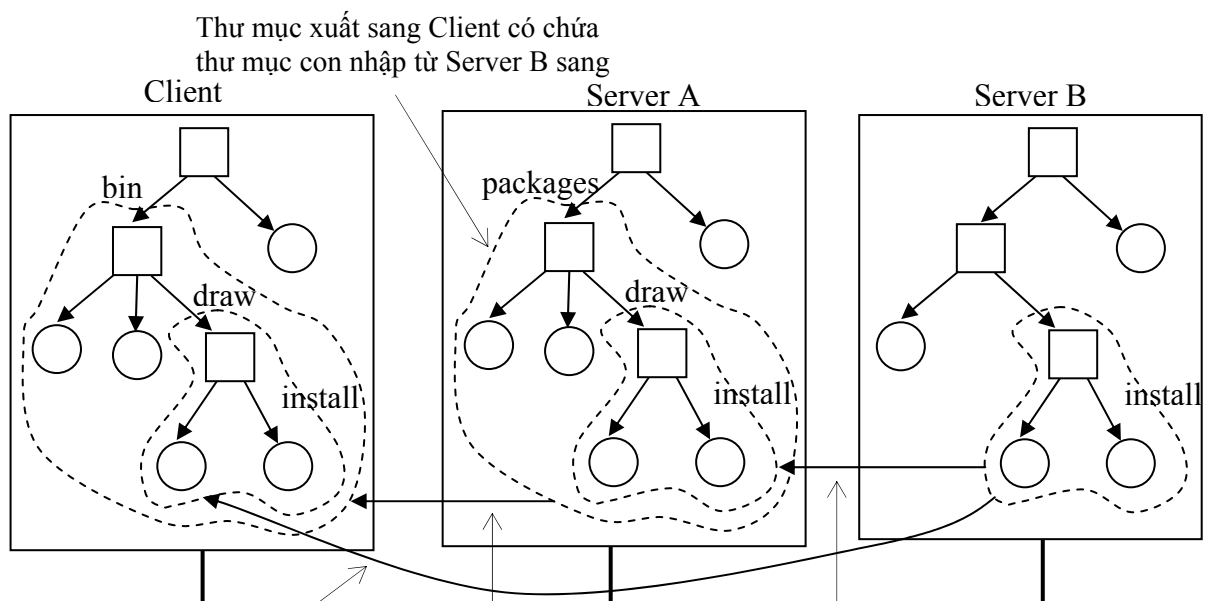 Thư mục xuất sang Client có chứa
thư mục con nhập từ Server B sang
Client
Server A
Server B
bin
packages
draw
draw
install
install
install